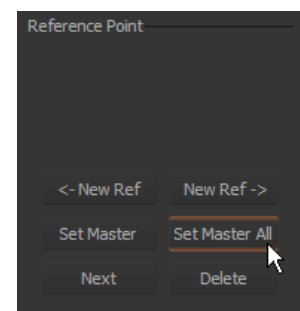 Reference Point
<- New Ref New Ref ->
Set Master Set Master All
Next Delete